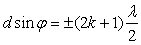 d sin φ = ±(2k + 1) λ/2